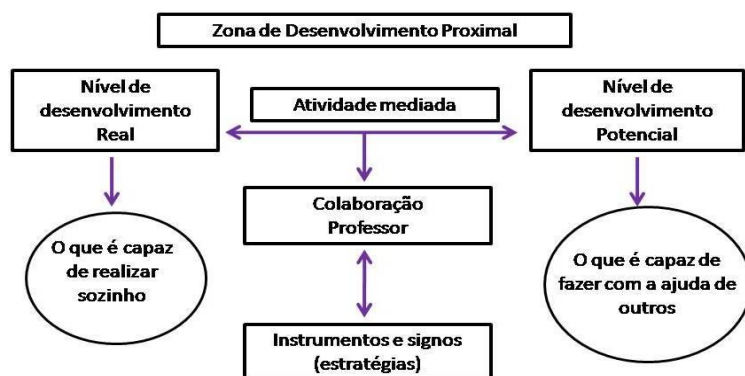 Zona de Desenvolvimento Proximal
Nível de
desenvolvimento
Real
Atividade mediada
Nível de
desenvolvimento
Potencial
Colaboração
Professor
O que é capaz
de realizar
sozinho
O que é capaz de
fazer com a ajuda de
outros
Instrumentos e signos
(estratégias)